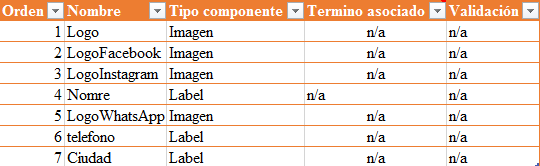 Orden Nombre Tipo componente Termino asociado Validación
1 Logo Imagen n/a n/a
2 LogoFacebook Imagen n/a n/a
3 LogoInstagram Imagen n/a n/a
4 Nomre Label n/a n/a
5 LogoWhatsApp Imagen n/a n/a
6 telefono Label n/a n/a
7 Ciudad Label n/a n/a